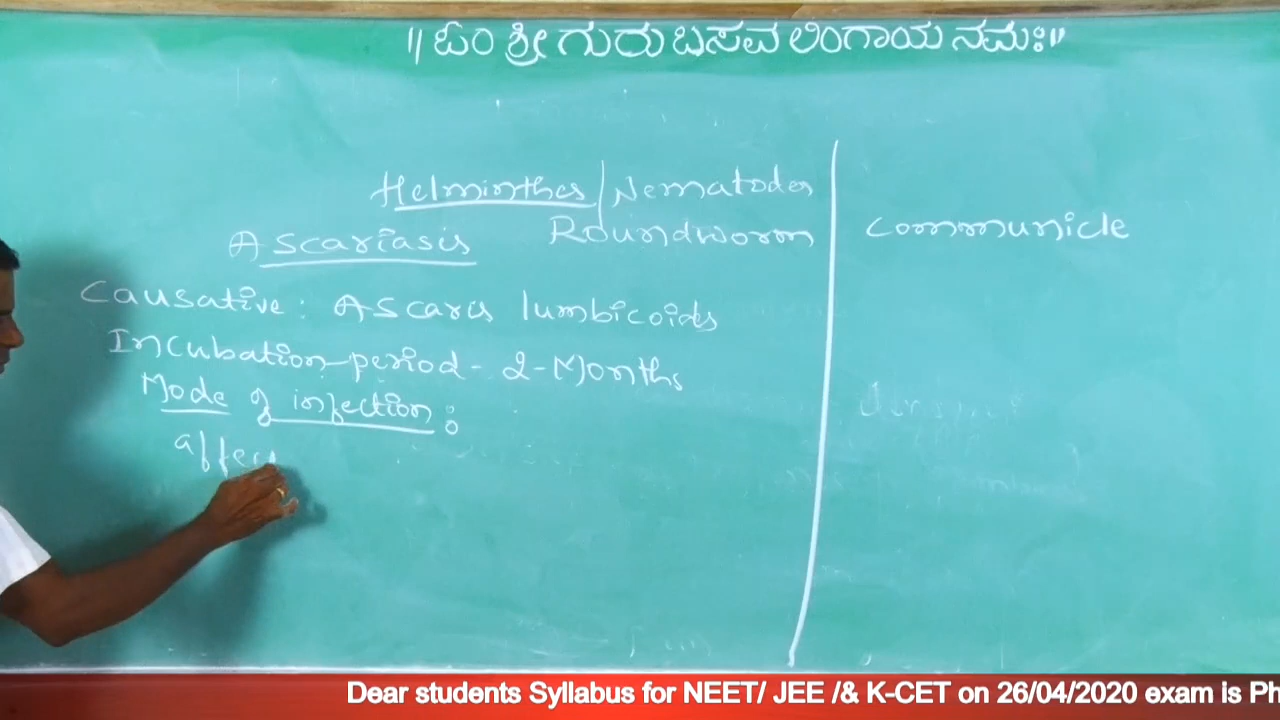 ॥ ಓಂ ಶ್ರೀ ಗುರು ಬಸವ ಲಿಂಗಾಯ ನಮಃ॥
Helminthes | Nematodes
Roundworm
Ascariasis
Communicle
Causative: Ascaris lumbicoids
Incubation period - 2 - Months
Mode of infection :
affec
Dear students Syllabus for NEET/ JEE /& K-CET on 26/04/2020 exam is Ph